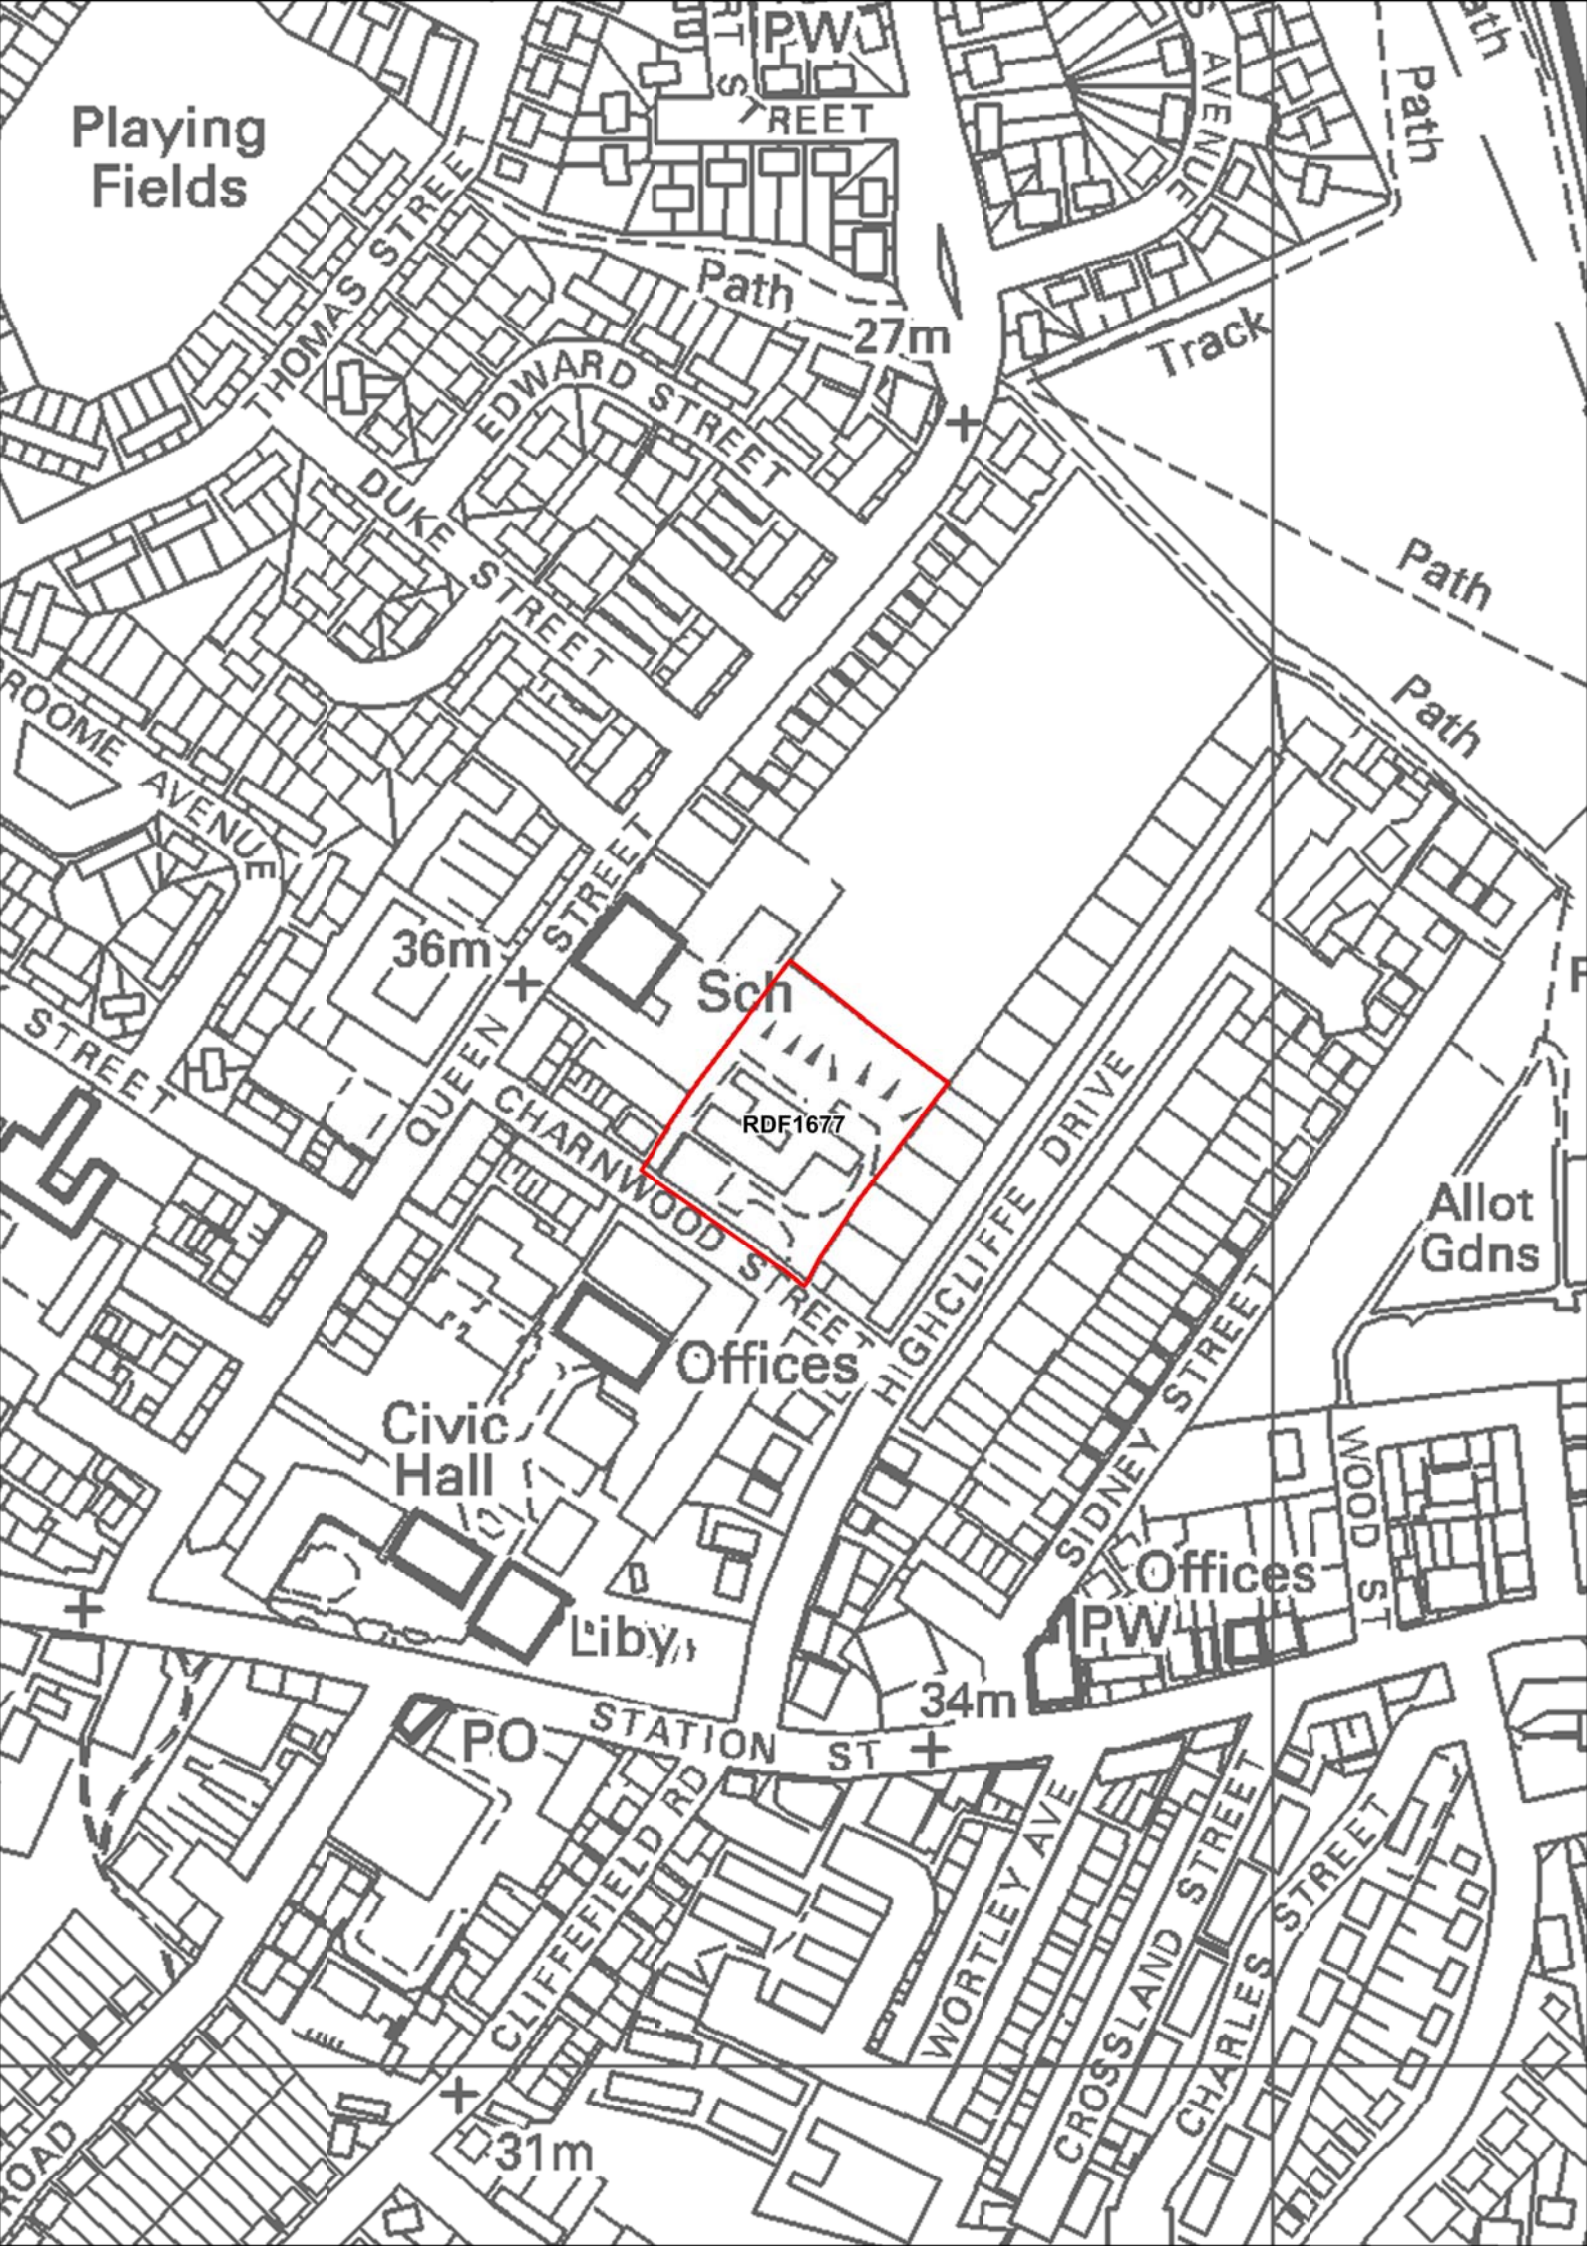 PW
ST
REET
STREET
AVENUE
Path
Playing
Fields
THOMAS STREET
Path
27m
Track
EDWARD STREET
DUKE STREET
Path
Path
ROOME AVENUE
STREET
36m
QUEEN STREET
Sch
RDF1677
CHARNWOOD STREET
HIGHCLIFFE DRIVE
Allot
Gdns
Offices
Civic
Hall
SIDNEY STREET
WOOD ST
Offices
PW
Liby
34m
PO
STATION ST
CLIFFEFIELD RD
WORTLEY AVE
CROSSLAND STREET
CHARLES STREET
31m
ROAD